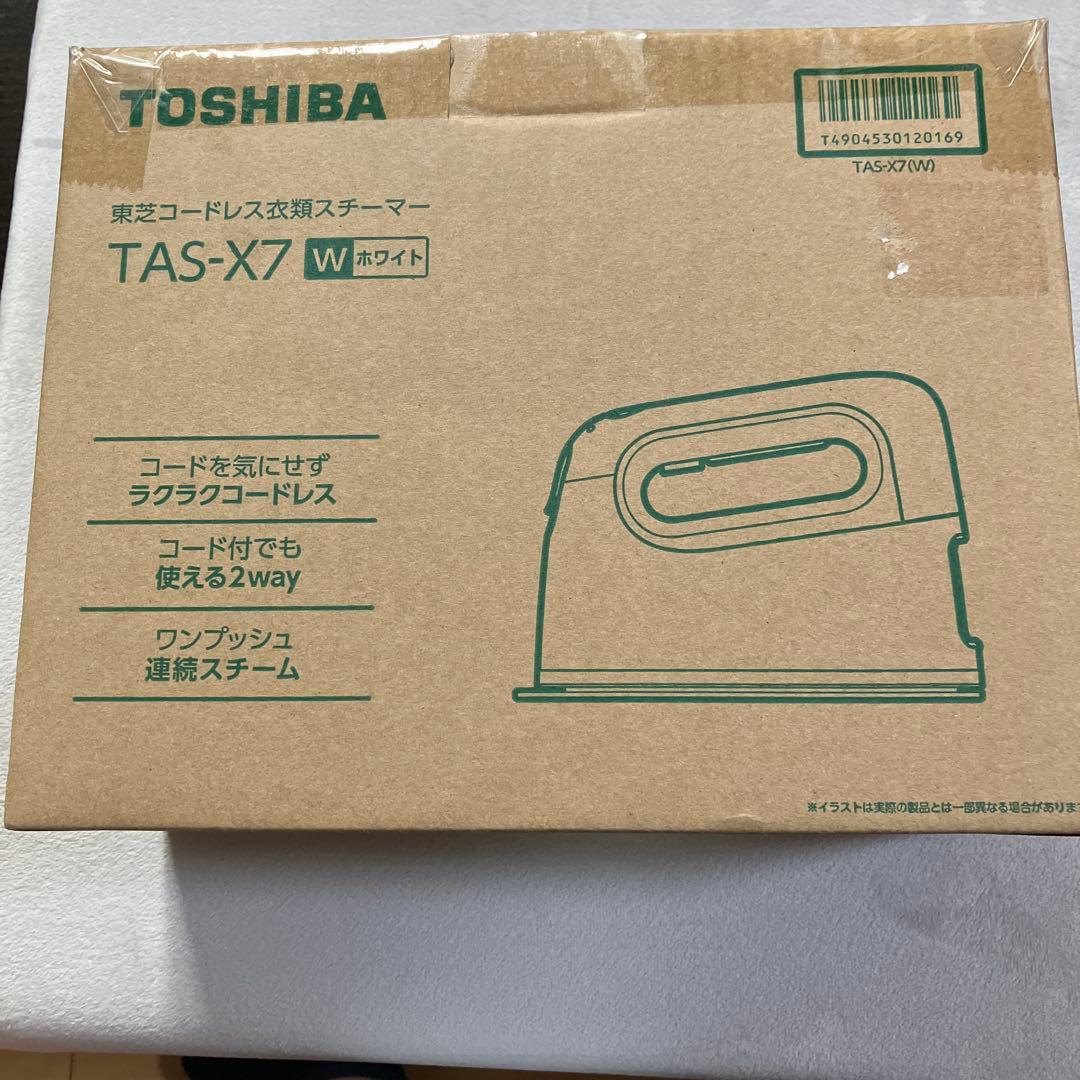 TOSHIBA
T4904530120169
TAS-X7(W)
東芝コードレス衣類スチーマー
TAS-X7 W ホワイト
コードを気にせず
ラクラクコードレス
コード付でも
使える2way
ワンプッシュ
連続スチーム
※イラストは実際の製品とは一部異なる場合がありま